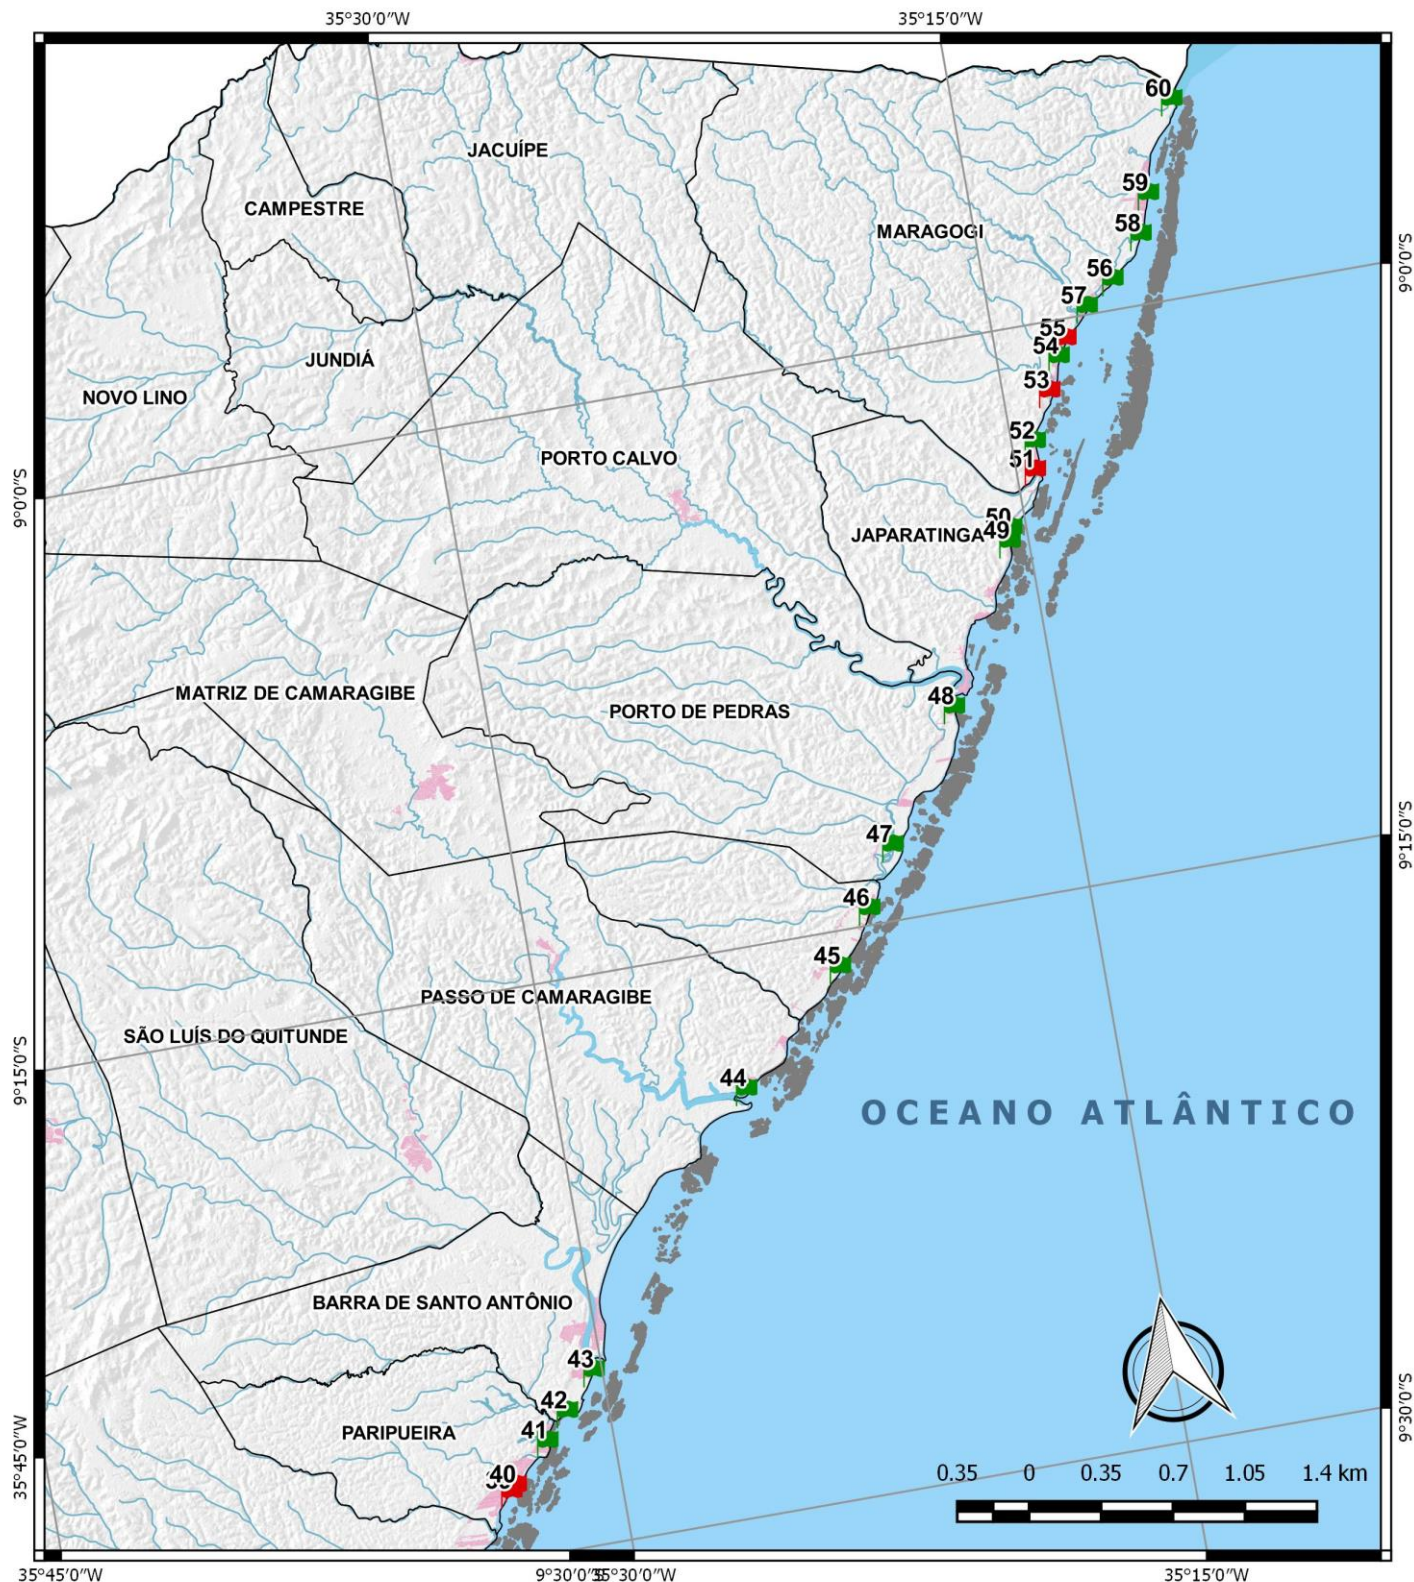 35°30'0"W
35°15'0"W
60
JACUÍPE
59
CAMPESTRE
58
MARAGOGI
9°0'0"S
56
57
55
54
JUNDIÁ
53
NOVO LINO
52
PORTO CALVO
51
9°0'0"S
50
JAPARATINGA
49
MATRIZ DE CAMARAGIBE
48
PORTO DE PEDRAS
47
9°15'0"S
46
45
PASSO DE CAMARAGIBE
SÃO LUÍS DO QUITUNDE
9°15'0"S
44
OCEANO ATLÂNTICO
BARRA DE SANTO ANTÔNIO
43
42
9°30'0"S
PARIPUEIRA
41
35°45'0"W
40
0.35 0 0.35 0.7 1.05 1.4 km
35°45'0"W
9°30'0"S
35°30'0"W
35°15'0"W